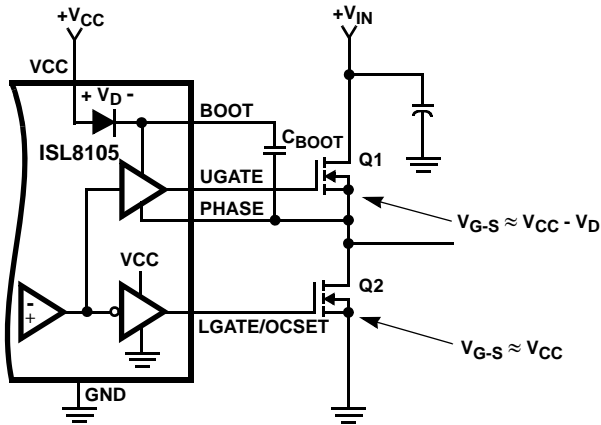 +VCC
+VIN
VCC
+ VD -
BOOT
CBOOT
ISL8105
Q1
UGATE
PHASE
VG-S ≈ VCC - VD
VCC
Q2
-
+
LGATE/OCSET
VG-S ≈ VCC
GND